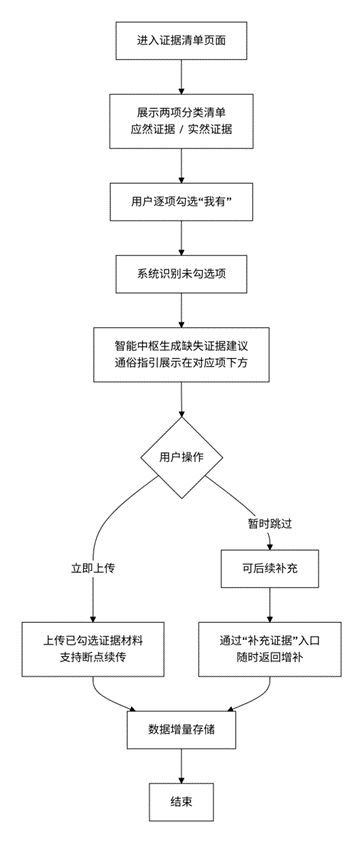 进入证据清单页面
展示两项分类清单
应然证据 / 实然证据
用户逐项勾选“我有”
系统识别未勾选项
智能中枢生成缺失证据建议
通俗指引展示在对应项下方
用户操作
暂时跳过
立即上传
可后续补充
上传已勾选证据材料
支持断点续传
通过“补充证据”入口
随时返回增补
数据增量存储
结束